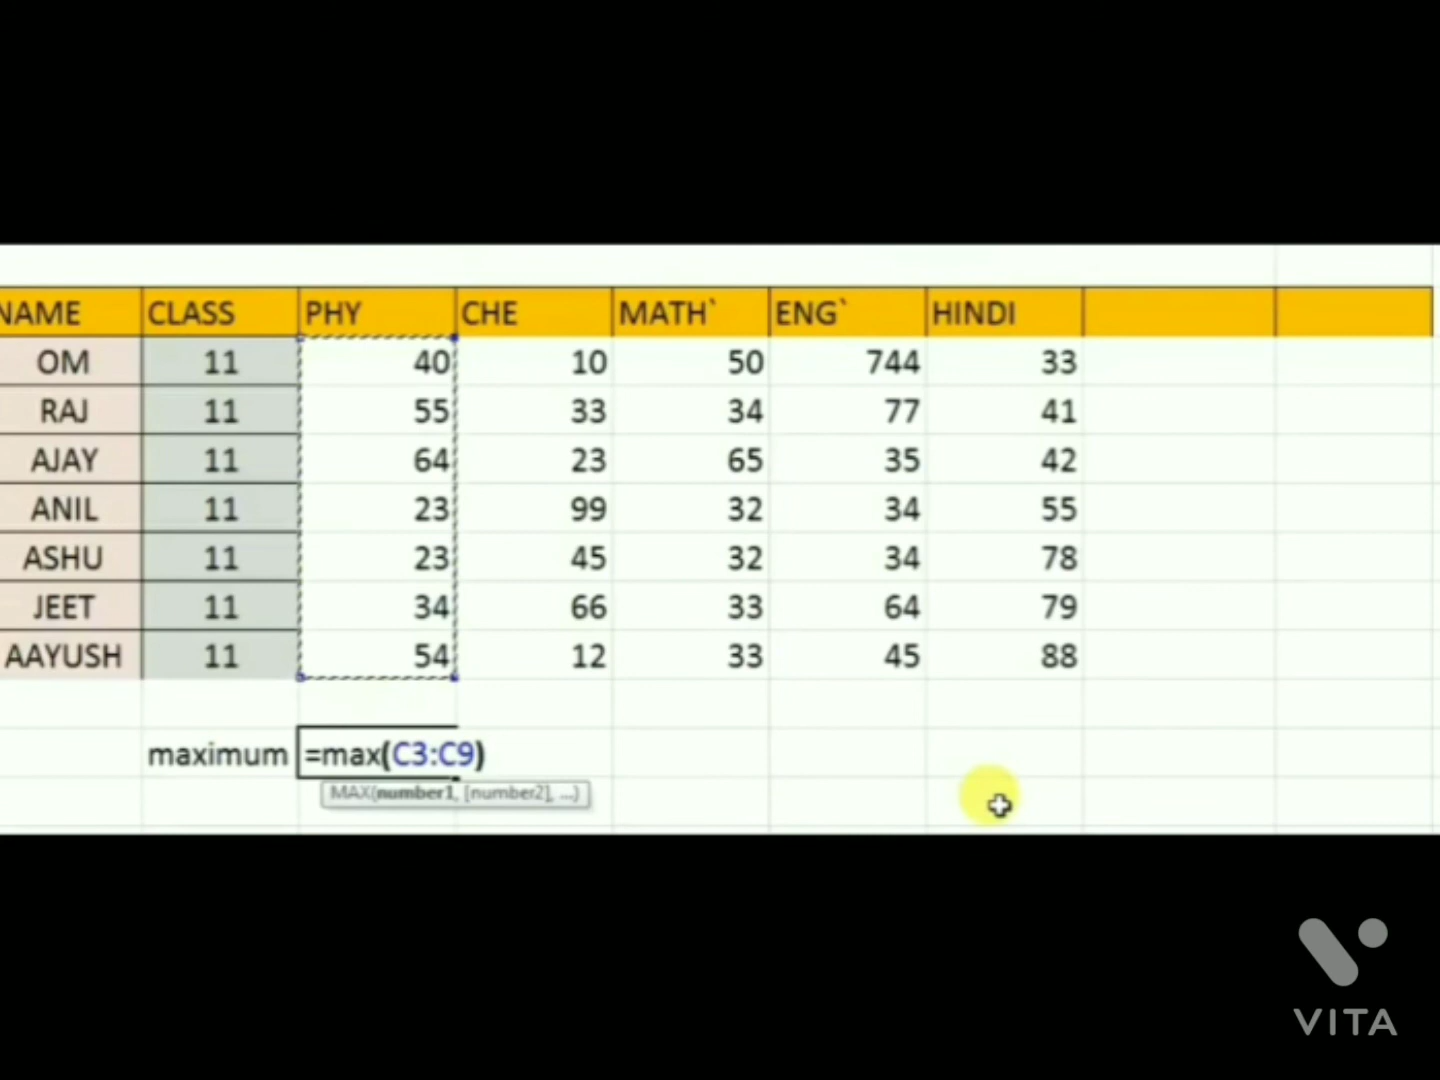 NAME CLASS PHY CHE MATH` ENG` HINDI
OM 11 40 10 50 744 33
RAJ 11 55 33 34 77 41
AJAY 11 64 23 65 35 42
ANIL 11 23 99 32 34 55
ASHU 11 23 45 32 34 78
JEET 11 34 66 33 64 79
AAYUSH 11 54 12 33 45 88
maximum =max(C3:C9)
MAX(number1, [number2], ...)
VITA